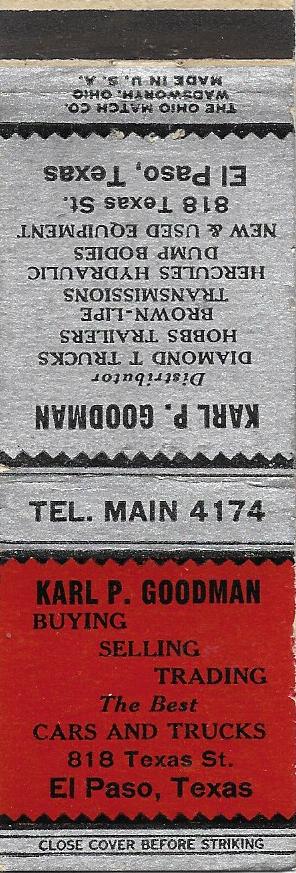 THE OHIO MATCH CO.
WADSWORTH, OHIO
MADE IN U. S. A.
KARL P. GOODMAN
Distributor
DIAMOND T TRUCKS
HOBBS TRAILERS
BROWN-LIPE
TRANSMISSIONS
HERCULES HYDRAULIC
DUMP BODIES
NEW & USED EQUIPMENT
818 Texas St.
El Paso, Texas
TEL. MAIN 4174
KARL P. GOODMAN
BUYING
SELLING
TRADING
The Best
CARS AND TRUCKS
818 Texas St.
El Paso, Texas
CLOSE COVER BEFORE STRIKING